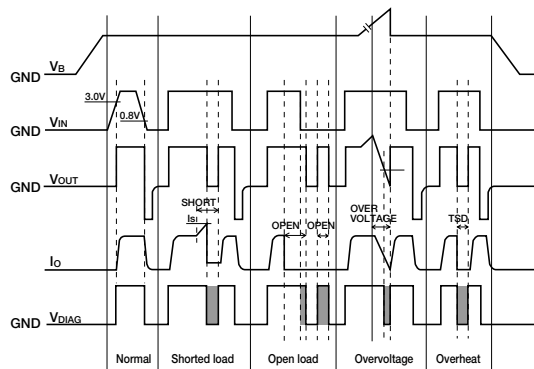 GND VB
3.0V
0.8V
GND VIN
GND VOUT
SHORT
ISI
OPEN OPEN
OVER
VOLTAGE
TSD
IO
GND VDIAG
Normal Shorted load Open load Overvoltage Overheat